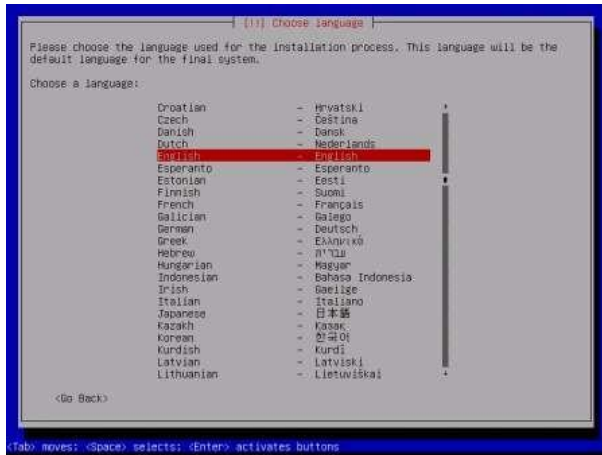 [!!] Choose language
Please choose the language used for the installation process. This language will be the
default language for the final system.
Choose a language:
Croatian - Hrvatski
Czech - Čeština
Danish - Dansk
Dutch - Nederlands
English - English
Esperanto - Esperanto
Estonian - Eesti
Finnish - Suomi
French - Français
Galician - Galego
German - Deutsch
Greek - Ελληνικά
Hebrew - עברית
Hungarian - Magyar
Indonesian - Bahasa Indonesia
Irish - Gaeilge
Italian - Italiano
Japanese - 日本語
Kazakh - Қазақ
Korean - 한국어
Kurdish - Kurdî
Latvian - Latviski
Lithuanian - Lietuviškai
<Go Back>
<Tab> moves; <Space> selects; <Enter> activates buttons